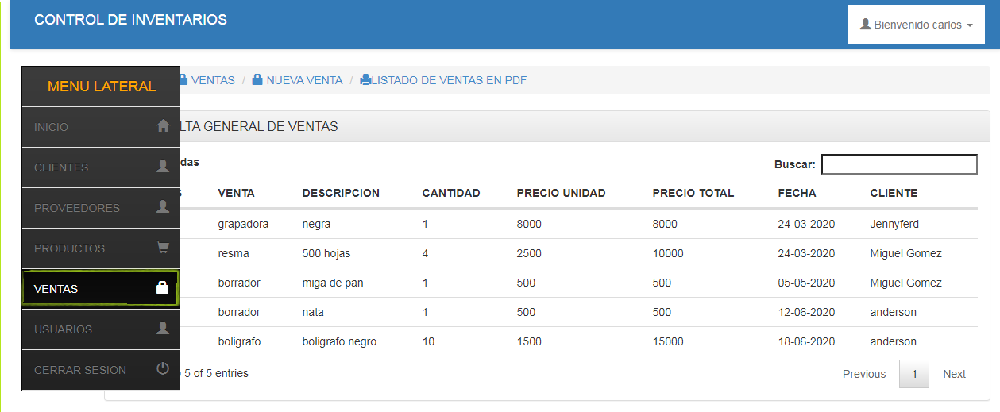 CONTROL DE INVENTARIOS
Bienvenido carlos
MENU LATERAL
INICIO
CLIENTES
PROVEEDORES
PRODUCTOS
VENTAS
USUARIOS
CERRAR SESION
VENTAS / NUEVA VENTA / LISTADO DE VENTAS EN PDF
LTA GENERAL DE VENTAS
das
Buscar:
VENTA DESCRIPCION CANTIDAD PRECIO UNIDAD PRECIO TOTAL FECHA CLIENTE
grapadora negra 1 8000 8000 24-03-2020 Jennyferd
resma 500 hojas 4 2500 10000 24-03-2020 Miguel Gomez
borrador miga de pan 1 500 500 05-05-2020 Miguel Gomez
borrador nata 1 500 500 12-06-2020 anderson
boligrafo boligrafo negro 10 1500 15000 18-06-2020 anderson
5 of 5 entries
Previous 1 Next